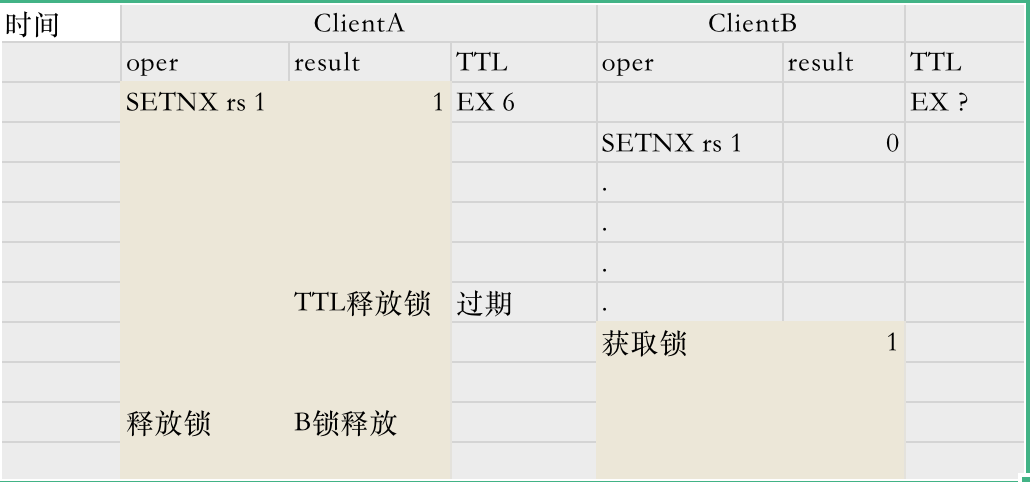 时间 ClientA ClientB
oper result TTL oper result TTL
SETNX rs 1 1 EX 6 EX ?
SETNX rs 1 0
.
.
.
TTL释放锁 过期 .
获取锁 1
释放锁 B锁释放